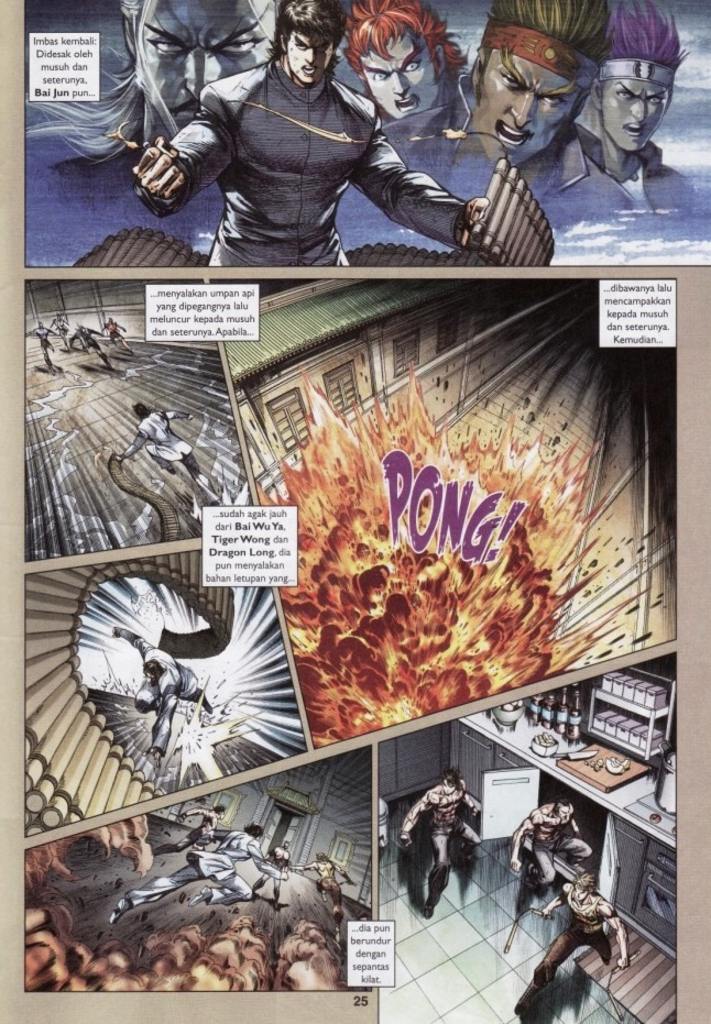 Imbas kembali:
Didesak oleh
musuh dan
seterunya,
Bai Jun pun...
...menyalakan umpan api
yang dipegangnya lalu
meluncur kepada musuh
dan seterunya. Apabila...
...dibawanya lalu
mencampakkan
kepada musuh
dan seterunya.
Kemudian...
...sudah agak jauh
dari Bai Wu Ya,
Tiger Wong dan
Dragon Long, dia
pun menyalakan
bahan letupan yang...
PONG!
...dia pun
berundur
dengan
sepantas
kilat.
25